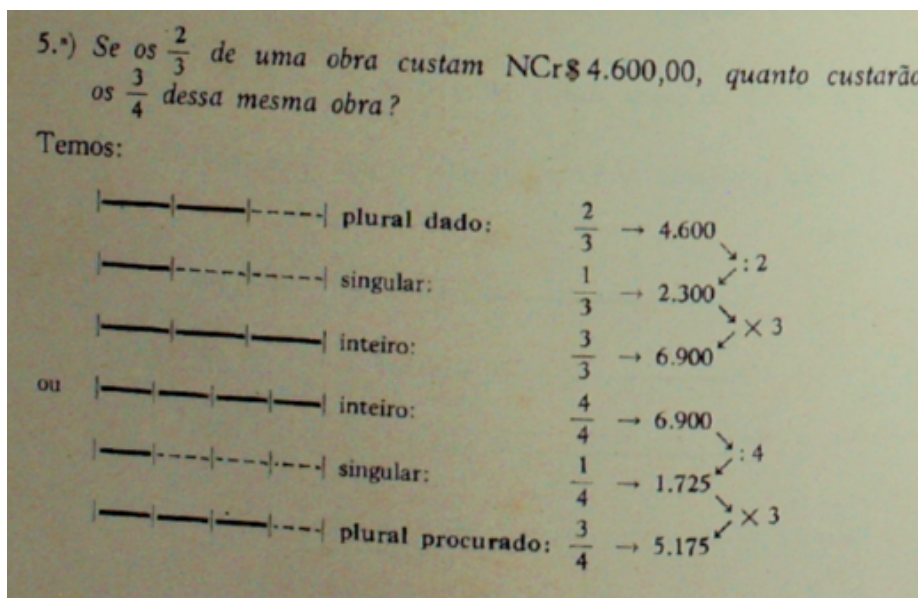 5.ª) Se os 2/3 de uma obra custam NCr$ 4.600,00, quanto custarão
os 3/4 dessa mesma obra?
Temos:
plural dado: 2/3 → 4.600
: 2
singular: 1/3 → 2.300
× 3
inteiro: 3/3 → 6.900
ou inteiro: 4/4 → 6.900
: 4
singular: 1/4 → 1.725
× 3
plural procurado: 3/4 → 5.175